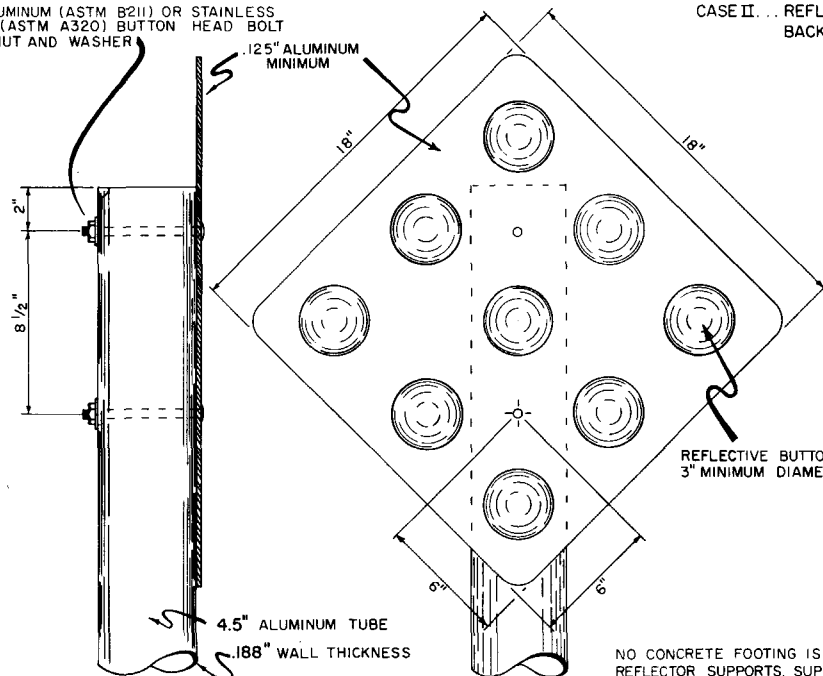 UMINUM (ASTM B211) OR STAINLESS
(ASTM A320) BUTTON HEAD BOLT
NUT AND WASHER
.125" ALUMINUM
MINIMUM
CASE II... REFL
BACK
18"
18"
2"
8 1/2"
REFLECTIVE BUTTO
3" MINIMUM DIAME
6"
6"
4.5" ALUMINUM TUBE
.188" WALL THICKNESS
NO CONCRETE FOOTING IS
REFLECTOR SUPPORTS. SUP